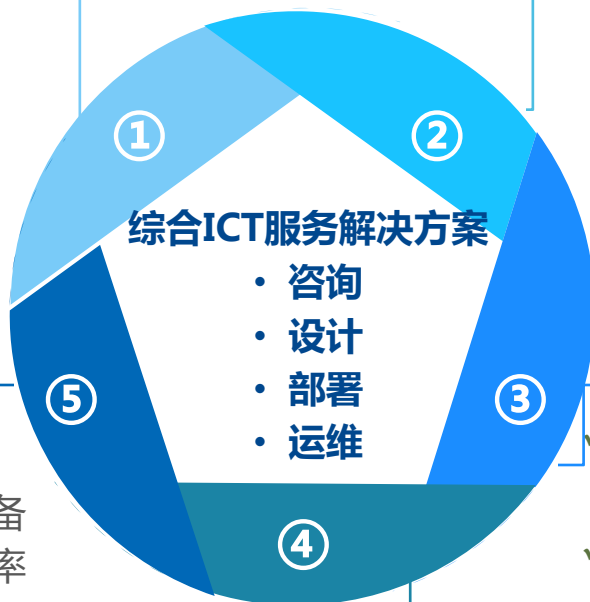 ①
②
综合ICT服务解决方案
• 咨询
• 设计
• 部署
• 运维
⑤
③
备
率
④